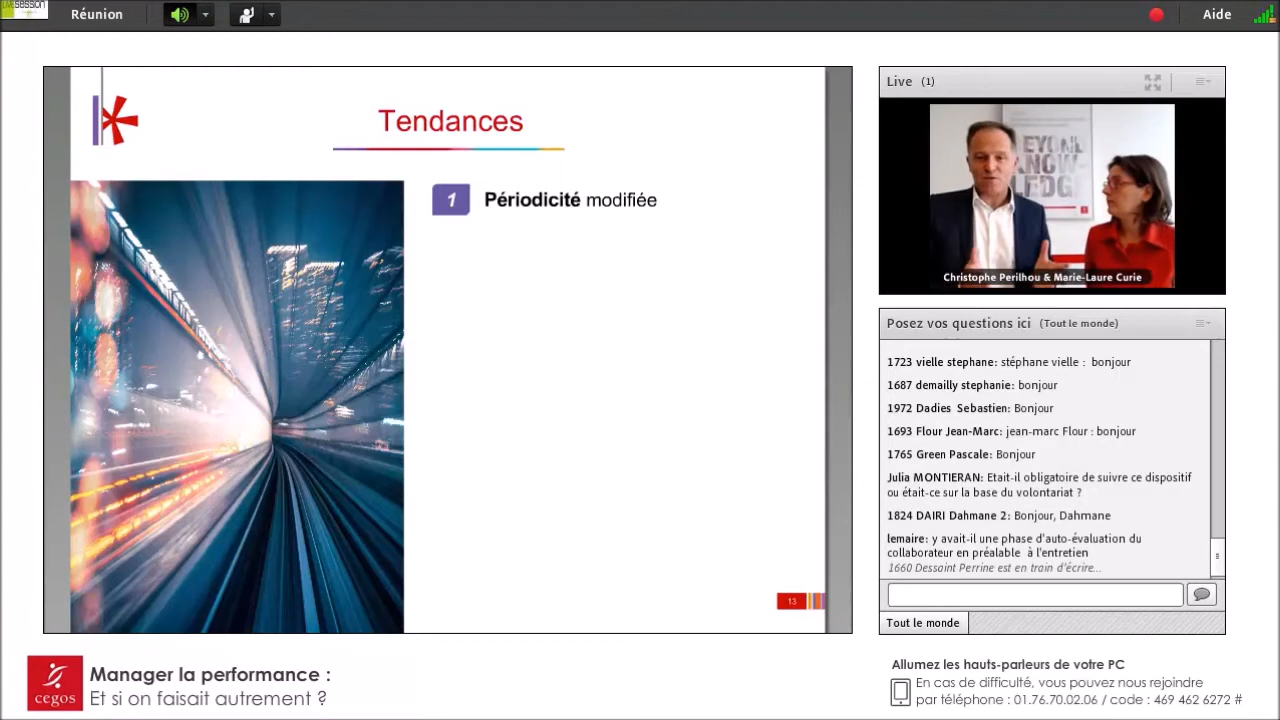 Réunion
Aide
Tendances
1 Périodicité modifiée
13
Live (1)
Christophe Perilhou & Marie-Laure Curie
Posez vos questions ici (Tout le monde)
1723 vielle stephane: stéphane vielle : bonjour
1687 demailly stephanie: bonjour
1972 Dadies Sebastien: Bonjour
1693 Flour Jean-Marc: jean-marc Flour : bonjour
1765 Green Pascale: Bonjour
Julia MONTIERAN: Etait-il obligatoire de suivre ce dispositif
ou était-ce sur la base du volontariat ?
1824 DAIRI Dahmane 2: Bonjour, Dahmane
lemaire: y avait-il une phase d'auto-évaluation du
collaborateur en préalable à l'entretien
1660 Dessaint Perrine est en train d'écrire...
Tout le monde
cegos
Manager la performance :
Et si on faisait autrement ?
Allumez les hauts-parleurs de votre PC
En cas de difficulté, vous pouvez nous rejoindre
par téléphone : 01.76.70.02.06 / code : 469 462 6272 #